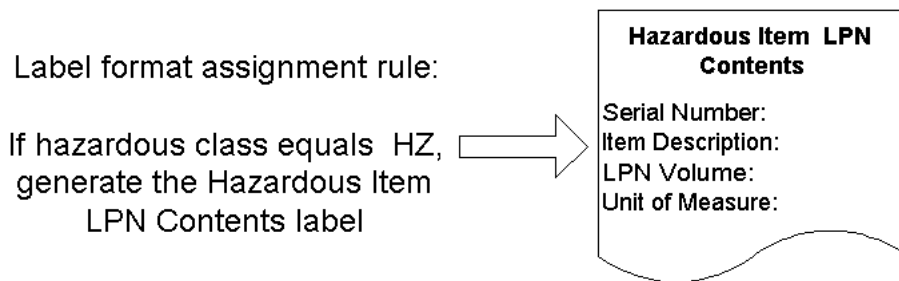 Label format assignment rule:
If hazardous class equals HZ,
generate the Hazardous Item
LPN Contents label
Hazardous Item LPN
Contents
Serial Number:
Item Description:
LPN Volume:
Unit of Measure: